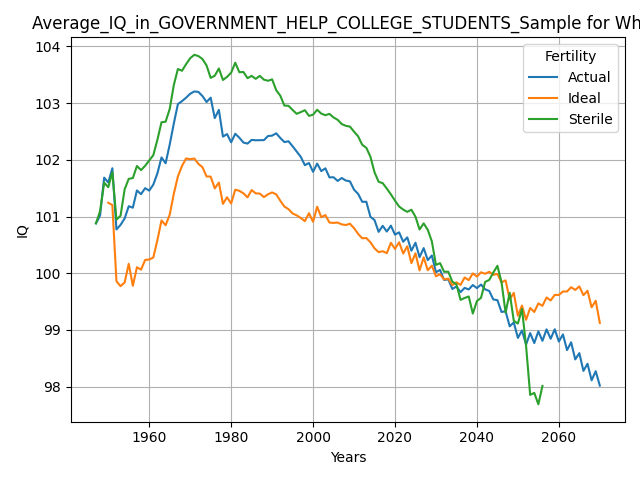 Average_IQ_in_GOVERNMENT_HELP_COLLEGE_STUDENTS_Sample for Wh
104
103
102
101
100
99
98
IQ
Fertility
Actual
Ideal
Sterile
1960
1980
2000
2020
2040
2060
Years